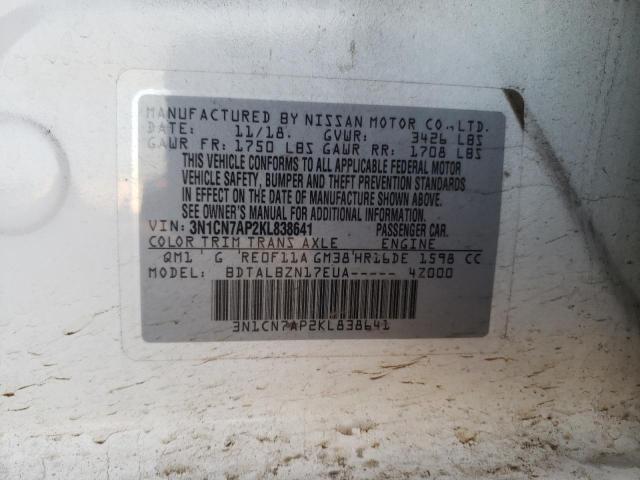 MANUFACTURED BY NISSAN MOTOR CO.,LTD.
DATE: 11/18. GVWR: 3426 LBS
GAWR FR: 1750 LBS GAWR RR: 1708 LBS
THIS VEHICLE CONFORMS TO ALL APPLICABLE FEDERAL MOTOR
VEHICLE SAFETY, BUMPER AND THEFT PREVENTION STANDARDS
IN EFFECT ON THE DATE OF MANUFACTURE SHOWN ABOVE.
SEE OWNER'S MANUAL FOR ADDITIONAL INFORMATION.
VIN: 3N1CN7AP2KL838641 PASSENGER CAR.
COLOR TRIM TRANS AXLE ENGINE
QM1 G RE0F11A GM38 HR16DE 1598 CC
BDTALBZN17EUA----- 4Z000
3N1CN7AP2KL838641